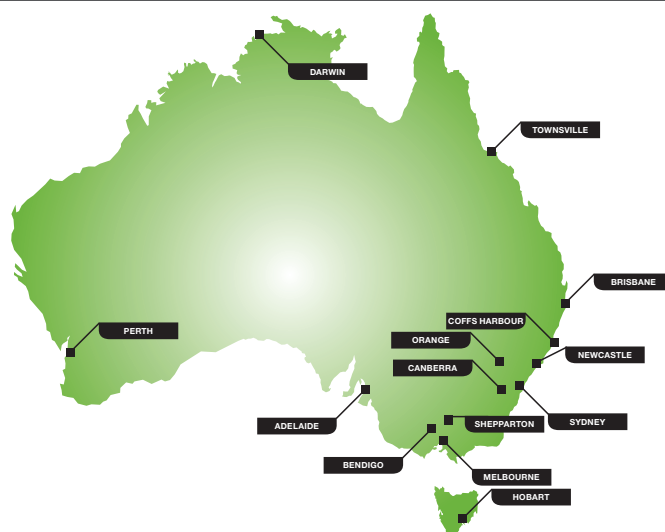 DARWIN
TOWNSVILLE
BRISBANE
COFFS HARBOUR
PERTH
ORANGE
NEWCASTLE
CANBERRA
SYDNEY
SHEPPARTON
ADELAIDE
BENDIGO
MELBOURNE
HOBART